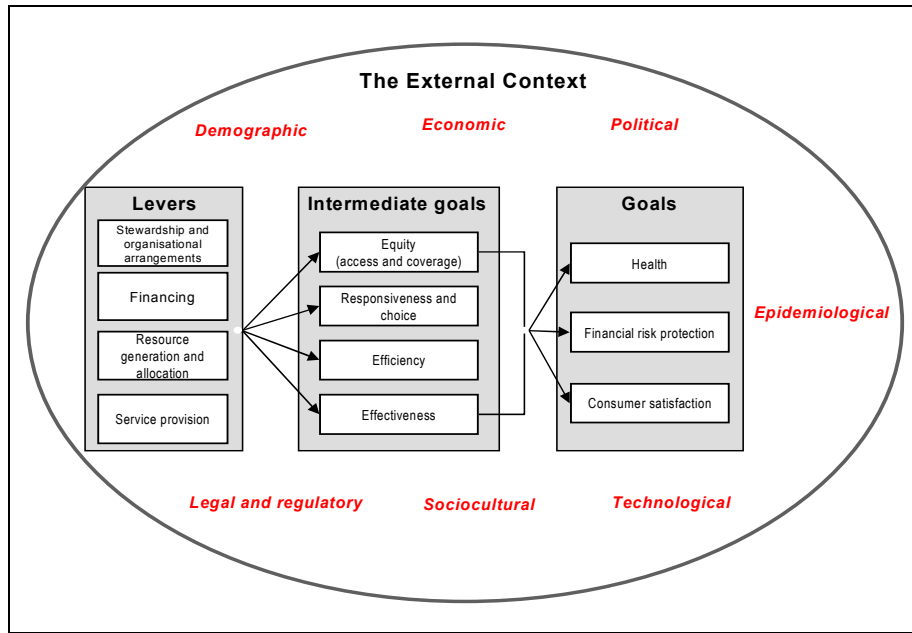 The External Context
Demographic
Economic
Political
Levers
Stewardship and
organisational
arrangements
Financing
Resource
generation and
allocation
Service provision
Intermediate goals
Equity
(access and coverage)
Responsiveness and
choice
Efficiency
Effectiveness
Goals
Health
Financial risk protection
Consumer satisfaction
Epidemiological
Legal and regulatory
Sociocultural
Technological